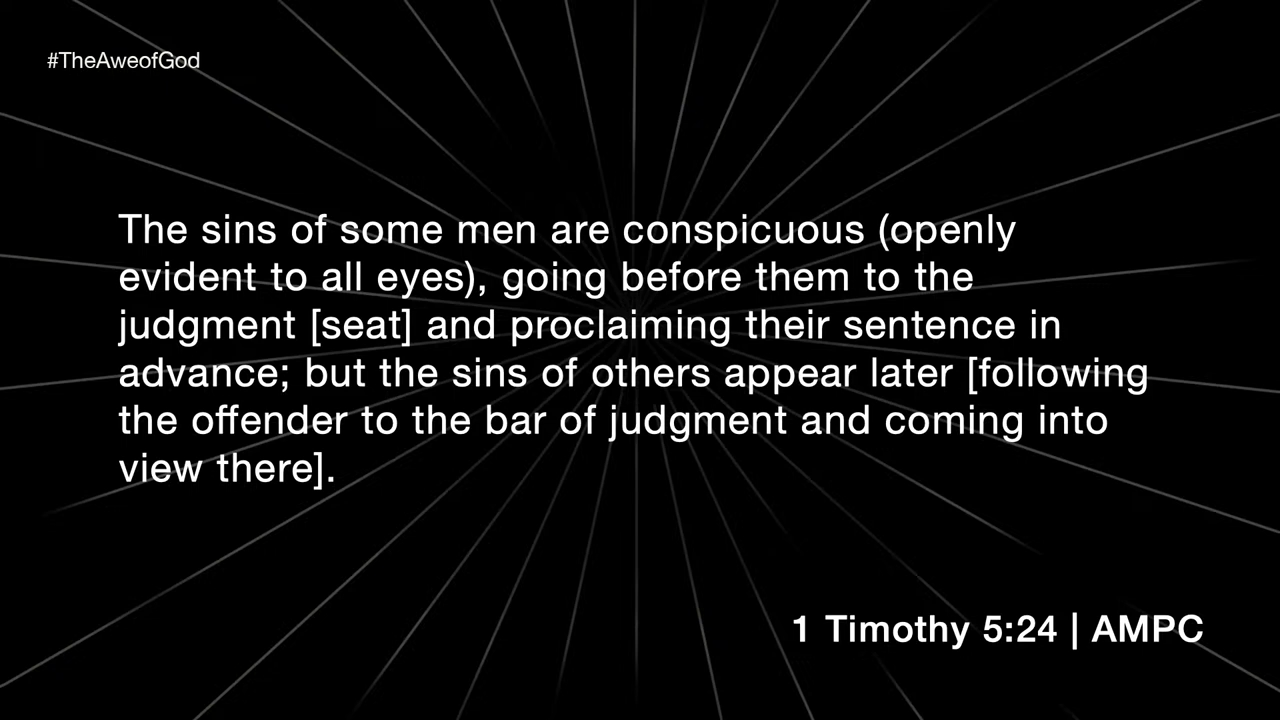 #TheAweofGod
The sins of some men are conspicuous (openly
evident to all eyes), going before them to the
judgment [seat] and proclaiming their sentence in
advance; but the sins of others appear later [following
the offender to the bar of judgment and coming into
view there].
1 Timothy 5:24 | AMPC